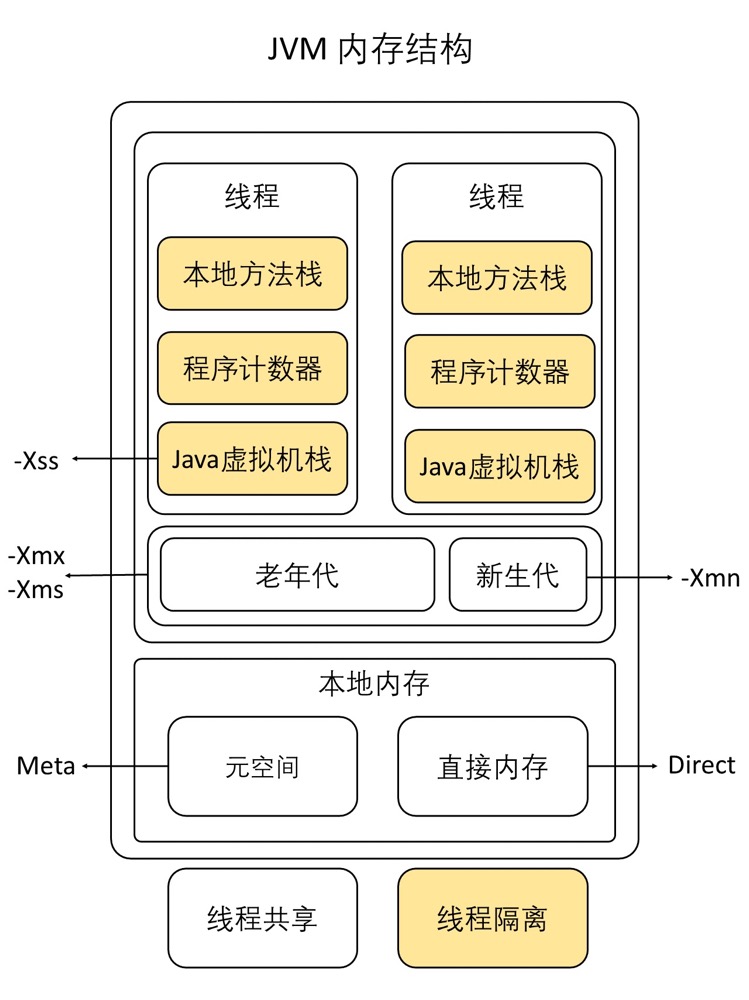 JVM 内存结构
线程
线程
本地方法栈
本地方法栈
程序计数器
程序计数器
-Xss
Java虚拟机栈
Java虚拟机栈
-Xmx
-Xms
老年代
新生代
-Xmn
本地内存
Meta
元空间
直接内存
Direct
线程共享
线程隔离